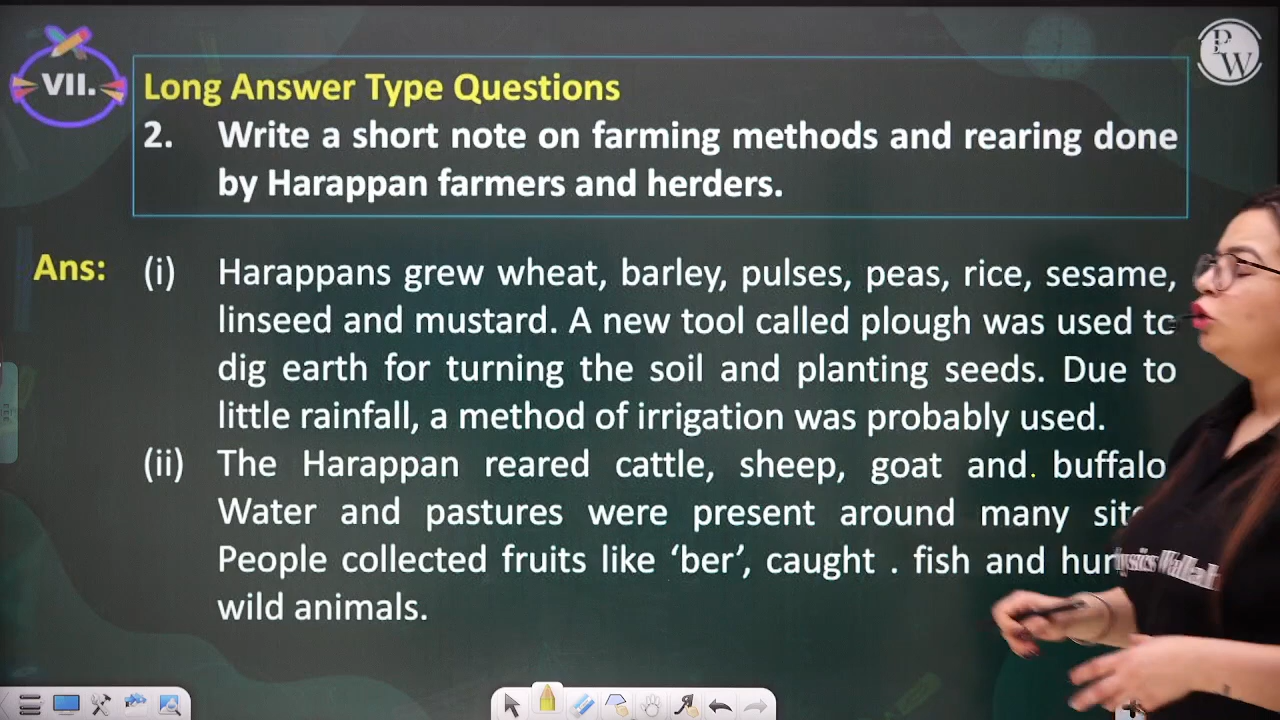 VII.
PW
Long Answer Type Questions
2. Write a short note on farming methods and rearing done
by Harappan farmers and herders.
Ans: (i) Harappans grew wheat, barley, pulses, peas, rice, sesame,
linseed and mustard. A new tool called plough was used to
dig earth for turning the soil and planting seeds. Due to
little rainfall, a method of irrigation was probably used.
(ii) The Harappan reared cattle, sheep, goat and. buffalo
Water and pastures were present around many
People collected fruits like ‘ber’, caught . fish and
wild animals.
Wallah